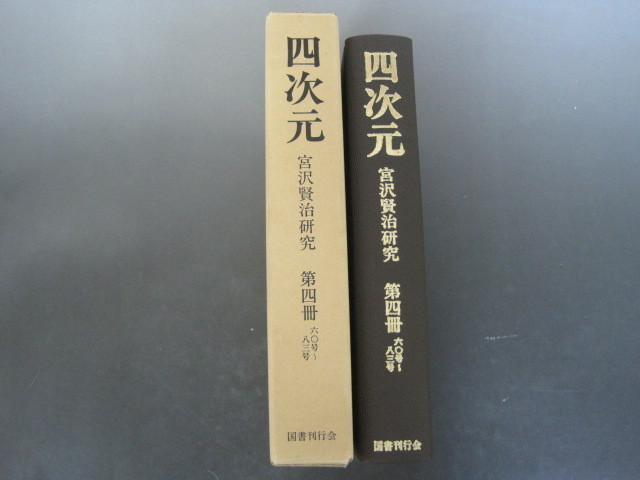 四次元
宮沢賢治研究
第四冊
六〇号〜
八三号
国書刊行会
四次元
宮沢賢治研究
第四冊
六〇号〜
八三号
国書刊行会